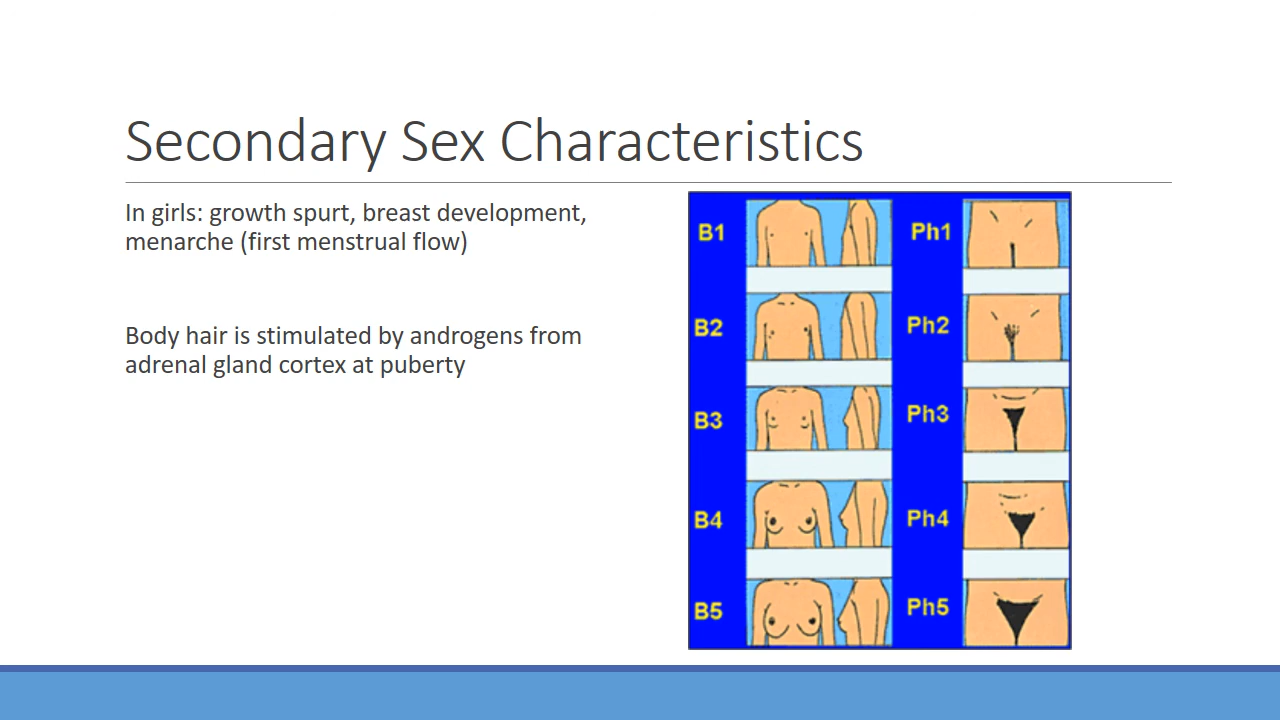 Secondary Sex Characteristics
In girls: growth spurt, breast development,
menarche (first menstrual flow)
Body hair is stimulated by androgens from
adrenal gland cortex at puberty
B1
Ph1
B2
Ph2
B3
Ph3
B4
Ph4
B5
Ph5